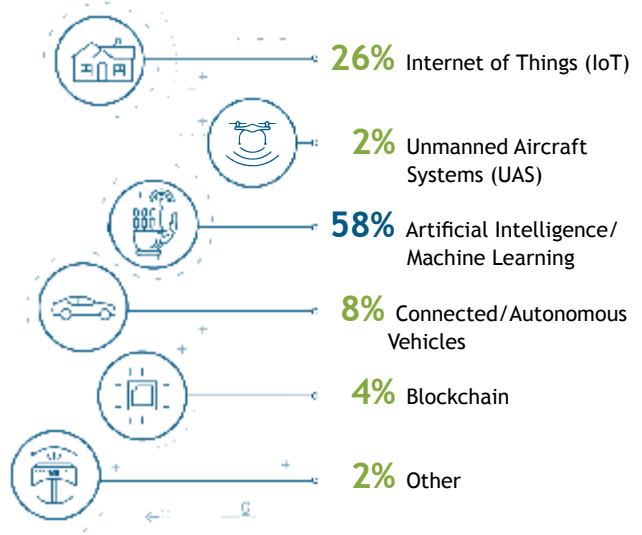 26% Internet of Things (IoT)
2% Unmanned Aircraft
Systems (UAS)
58% Artificial Intelligence/
Machine Learning
8% Connected/Autonomous
Vehicles
4% Blockchain
2% Other